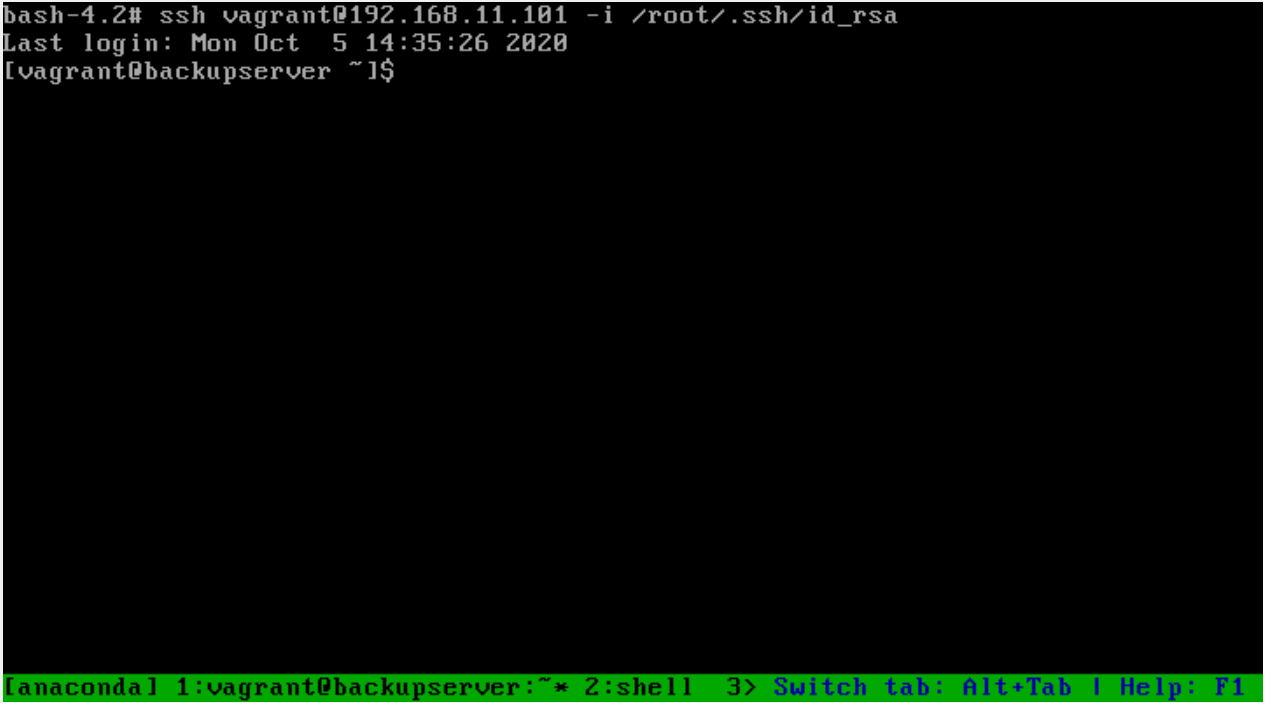 bash-4.2# ssh vagrant@192.168.11.101 -i /root/.ssh/id_rsa
Last login: Mon Oct  5 14:35:26 2020
[vagrant@backupserver ~]$
[anaconda] 1:vagrant@backupserver:~* 2:shell  3> Switch tab: Alt+Tab | Help: F1